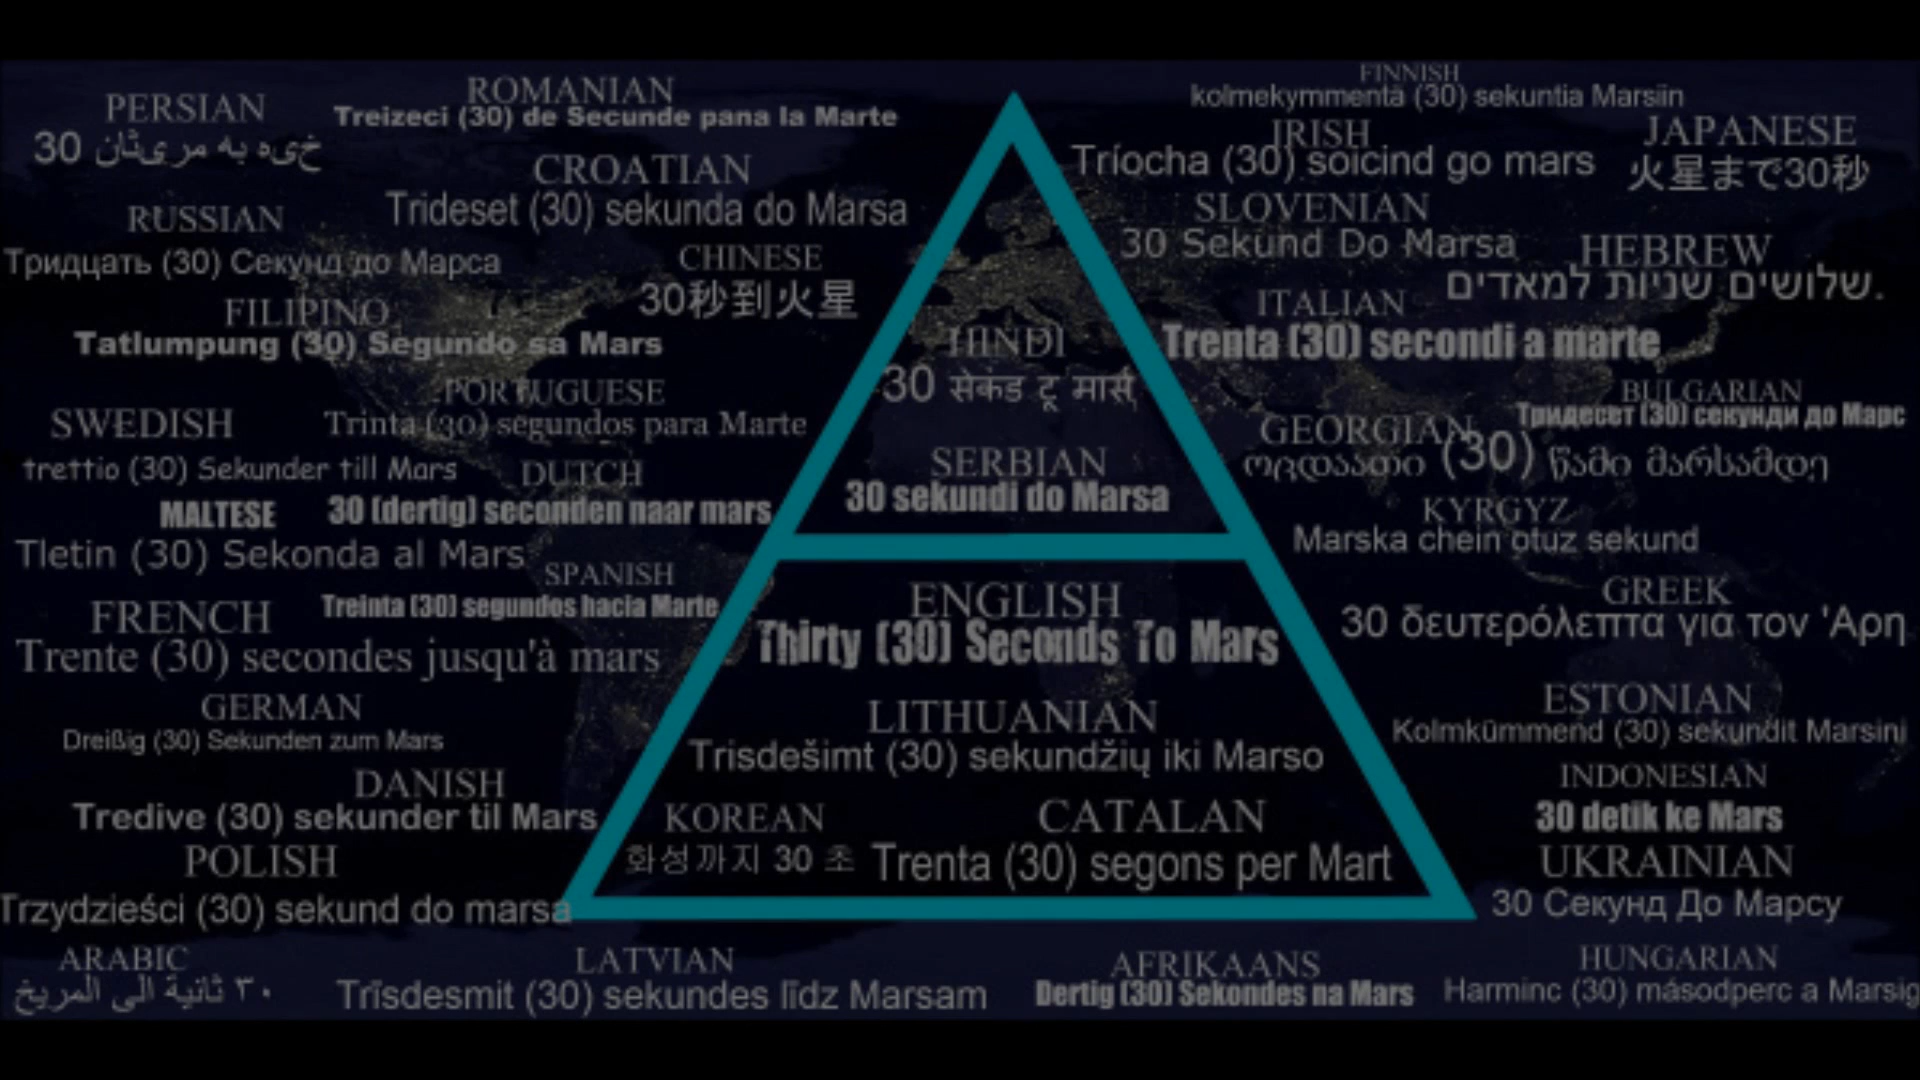 PERSIAN
30
ROMANIAN
Treizeci (30) de Secunde pana la Marte
CROATIAN
Trideset (30) sekunda do Marsa
RUSSIAN
Тридцать (30) Секунд до Марса
CHINESE
30秒到火星
FILIPINO
Tatlumpung (30) Segundo sa Mars
PORTUGUESE
Trinta (30) segundos para Marte
SWEDISH
trettio (30) Sekunder till Mars
DUTCH
30 (dertig) seconden naar mars
MALTESE
Tletin (30) Sekonda al Mars
SPANISH
Treinta (30) segundos hacia Marte
FRENCH
Trente (30) secondes jusqu'à mars
GERMAN
Dreißig (30) Sekunden zum Mars
DANISH
Tredive (30) sekunder til Mars
POLISH
Trzydzieści (30) sekund do marsa
ARABIC
٣٠ ثانية الى المريخ
HINDI
30 सेकड टू मार्स
SERBIAN
30 sekundi do Marsa
ENGLISH
Thirty (30) Seconds To Mars
LITHUANIAN
Trisdešimt (30) sekundžių iki Marso
KOREAN
화성까지 30 초
CATALAN
Trenta (30) segons per Mart
LATVIAN
Trīsdesmit (30) sekundes līdz Marsam
AFRIKAANS
Dertig (30) Sekondes na Mars
FINNISH
kolmekymmentä (30) sekuntia Marsiin
IRISH
Tríocha (30) soicind go mars
JAPANESE
火星まで30秒
SLOVENIAN
30 Sekund Do Marsa
HEBREW
שלושים שניות למאדים.
ITALIAN
Trenta (30) secondi a marte
BULGARIAN
Тридесет (30) секунди до Марс
GEORGIAN
ოცდაათი (30) წამი მარსამდე
KYRGYZ
Marska chein otuz sekund
GREEK
30 δευτερόλεπτα για τον 'Αρη
ESTONIAN
Kolmkümmend (30) sekundit Marsini
INDONESIAN
30 detik ke Mars
UKRAINIAN
30 Секунд До Марсу
HUNGARIAN
Harminc (30) másodperc a Marsig